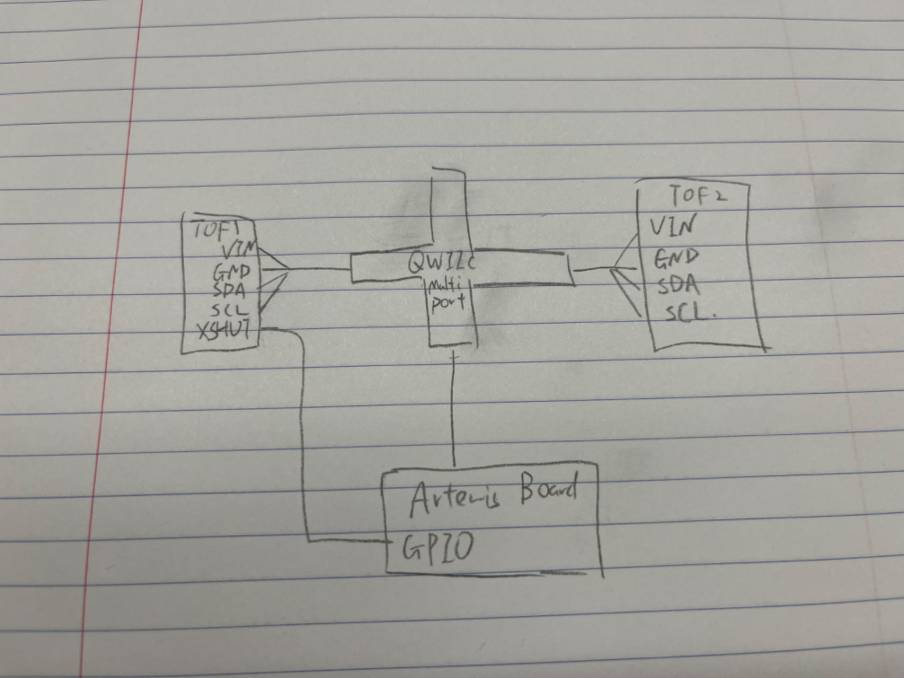 TOF1
VIN
GND
SDA
SCL
XSHUT
QWIIC
multi
port
TOF2
VIN
GND
SDA
SCL.
Artemis Board
GPIO